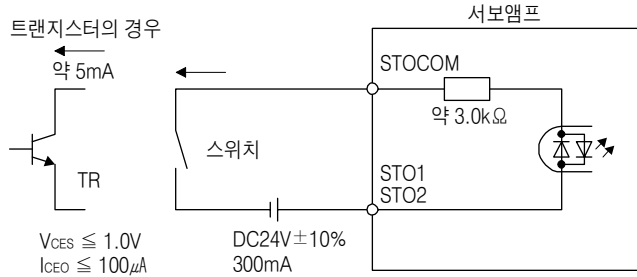 트랜지스터의 경우
서보앰프
약 5mA
STOCOM
약 3.0kΩ
스위치
TR
STO1
STO2
VCES ≦ 1.0V
ICEO ≦ 100μA
DC24V±10%
300mA